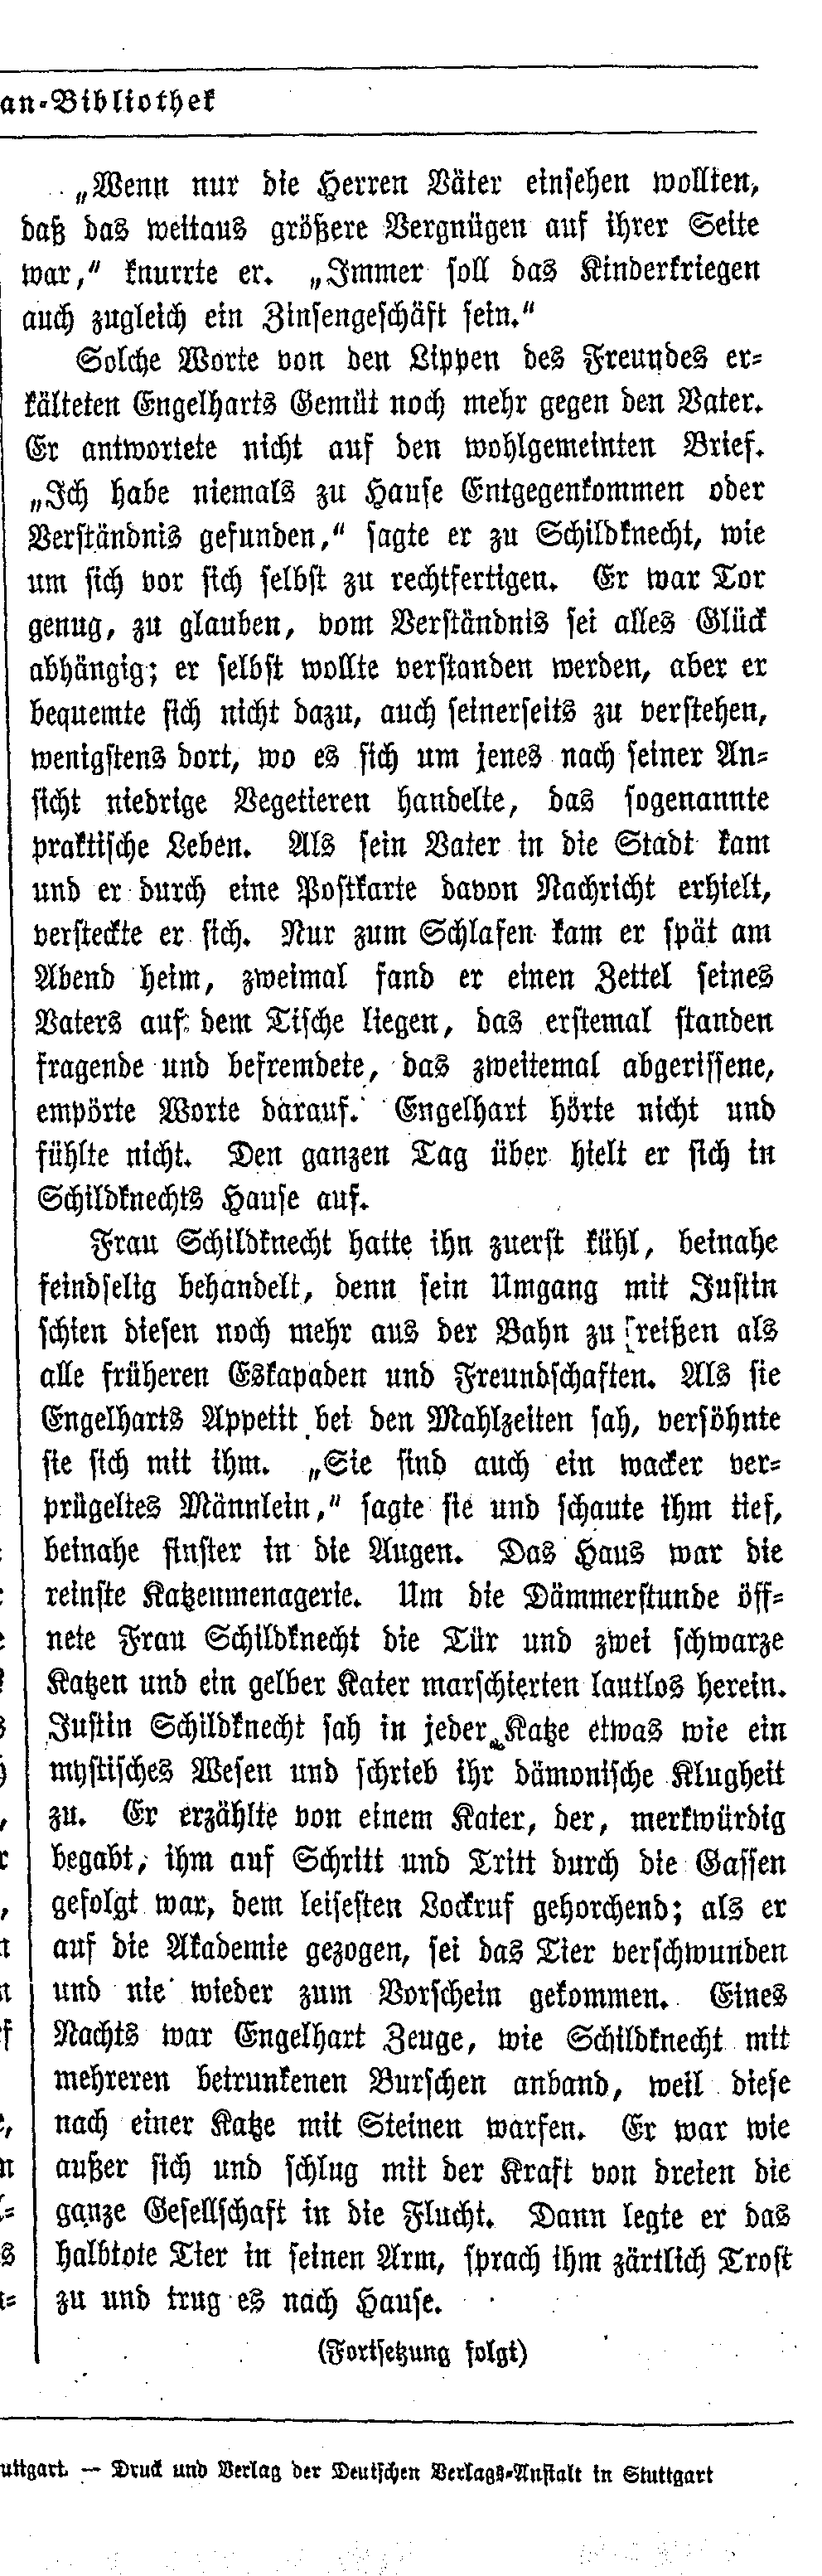 an-Bibliothek
„Wenn nur die Herren Väter einsehen wollten,
daß das weitaus größere Vergnügen auf ihrer Seite
war,“ knurrte er. „Immer soll das Kinderkriegen
auch zugleich ein Zinsengeschäft sein.“
Solche Worte von den Lippen des Freundes er-
kälteten Engelharts Gemüt noch mehr gegen den Vater.
Er antwortete nicht auf den wohlgemeinten Brief.
„Ich habe niemals zu Hause Entgegenkommen oder
Verständnis gefunden,“ sagte er zu Schildknecht, wie
um sich vor sich selbst zu rechtfertigen. Er war Tor
genug, zu glauben, vom Verständnis sei alles Glück
abhängig; er selbst wollte verstanden werden, aber er
bequemte sich nicht dazu, auch seinerseits zu verstehen,
wenigstens dort, wo es sich um jenes nach seiner An-
sicht niedrige Vegetieren handelte, das sogenannte
praktische Leben. Als sein Vater in die Stadt kam
und er durch eine Postkarte davon Nachricht erhielt,
versteckte er sich. Nur zum Schlafen kam er spät am
Abend heim, zweimal fand er einen Zettel seines
Vaters auf dem Tische liegen, das erstemal standen
fragende und befremdete, das zweitemal abgerissene,
empörte Worte darauf. Engelhart hörte nicht und
fühlte nicht. Den ganzen Tag über hielt er sich in
Schildknechts Hause auf.
Frau Schildknecht hatte ihn zuerst kühl, beinahe
feindselig behandelt, denn sein Umgang mit Justin
schien diesen noch mehr aus der Bahn zu reißen als
alle früheren Eskapaden und Freundschaften. Als sie
Engelharts Appetit bei den Mahlzeiten sah, versöhnte
sie sich mit ihm. „Sie sind auch ein wacker ver-
prügeltes Männlein,“ sagte sie und schaute ihm tief,
beinahe finster in die Augen. Das Haus war die
reinste Katzenmenagerie. Um die Dämmerstunde öff-
nete Frau Schildknecht die Tür und zwei schwarze
Katzen und ein gelber Kater marschierten lautlos herein.
Justin Schildknecht sah in jeder Katze etwas wie ein
mystisches Wesen und schrieb ihr dämonische Klugheit
zu. Er erzählte von einem Kater, der, merkwürdig
begabt, ihm auf Schritt und Tritt durch die Gassen
gefolgt war, dem leisesten Lockruf gehorchend; als er
auf die Akademie gezogen, sei das Tier verschwunden
und nie wieder zum Vorschein gekommen. Eines
Nachts war Engelhart Zeuge, wie Schildknecht mit
mehreren betrunkenen Burschen anband, weil diese
nach einer Katze mit Steinen warfen. Er war wie
außer sich und schlug mit der Kraft von dreien die
ganze Gesellschaft in die Flucht. Dann legte er das
halbtote Tier in seinen Arm, sprach ihm zärtlich Trost
zu und trug es nach Hause.
(Fortsetzung folgt)
uttgart. — Druck und Verlag der Deutschen Verlags-Anstalt in Stuttgart